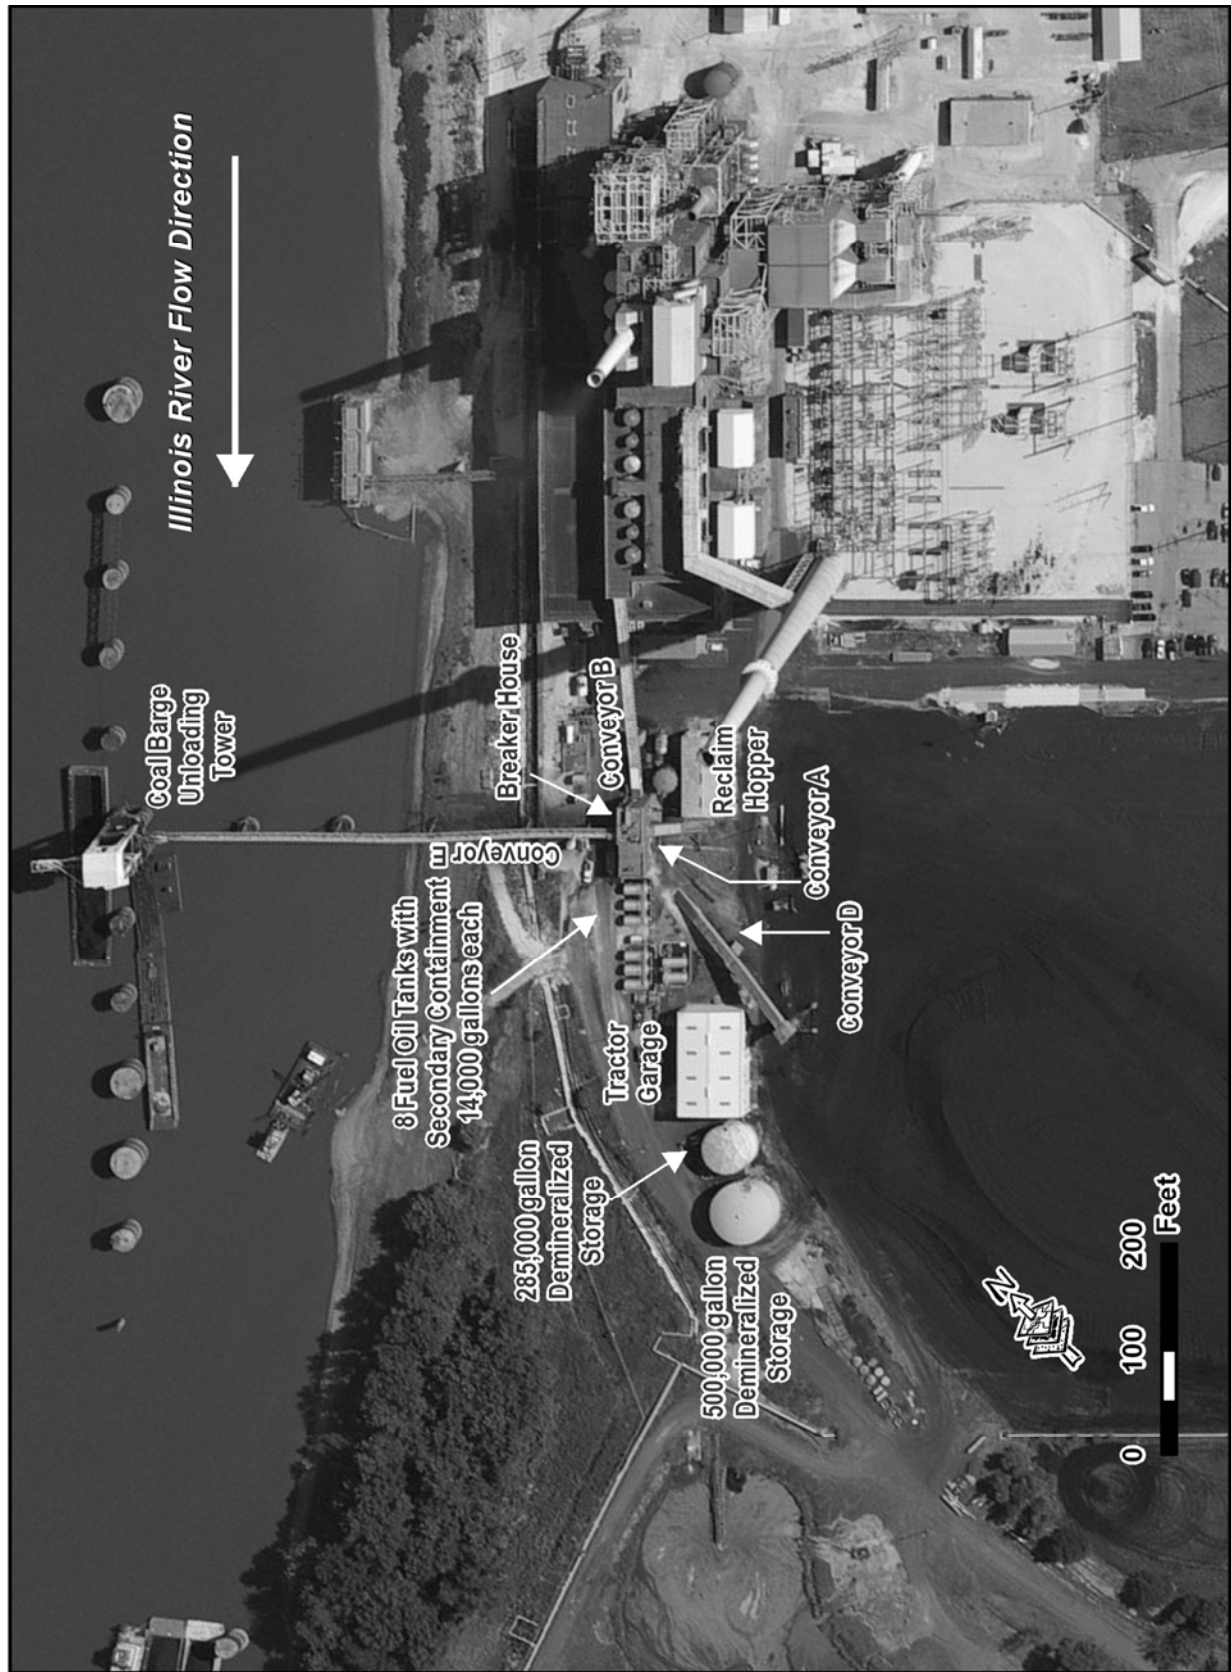 Illinois River Flow Direction
Coal Barge
Unloading
Tower
Breaker House
Conveyor B
Conveyor
E
Reclaim
Hopper
Conveyor A
Conveyor D
8 Fuel Oil Tanks with
Secondary Containment
14,000 gallons each
Tractor
Garage
285,000 gallon
Demineralized
Storage
500,000 gallon
Demineralized
Storage
N
0 100 200
Feet